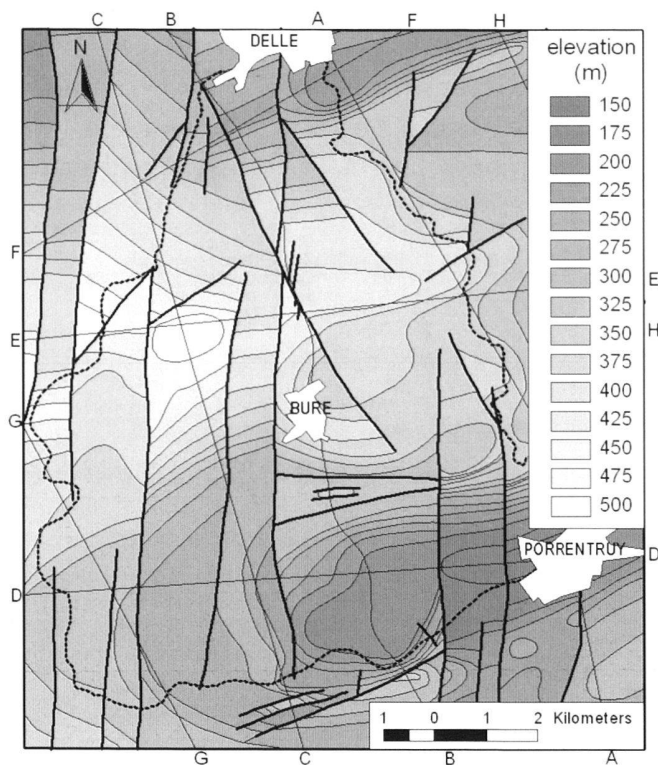 C B A F H
DELLE
N
elevation
(m)
150
175
200
225
250
275
300
325
350
375
400
425
450
475
500
F
E
E
H
G
BURE
PORRENTRUY
D
D
1 0 1 2 Kilometers
G C B A